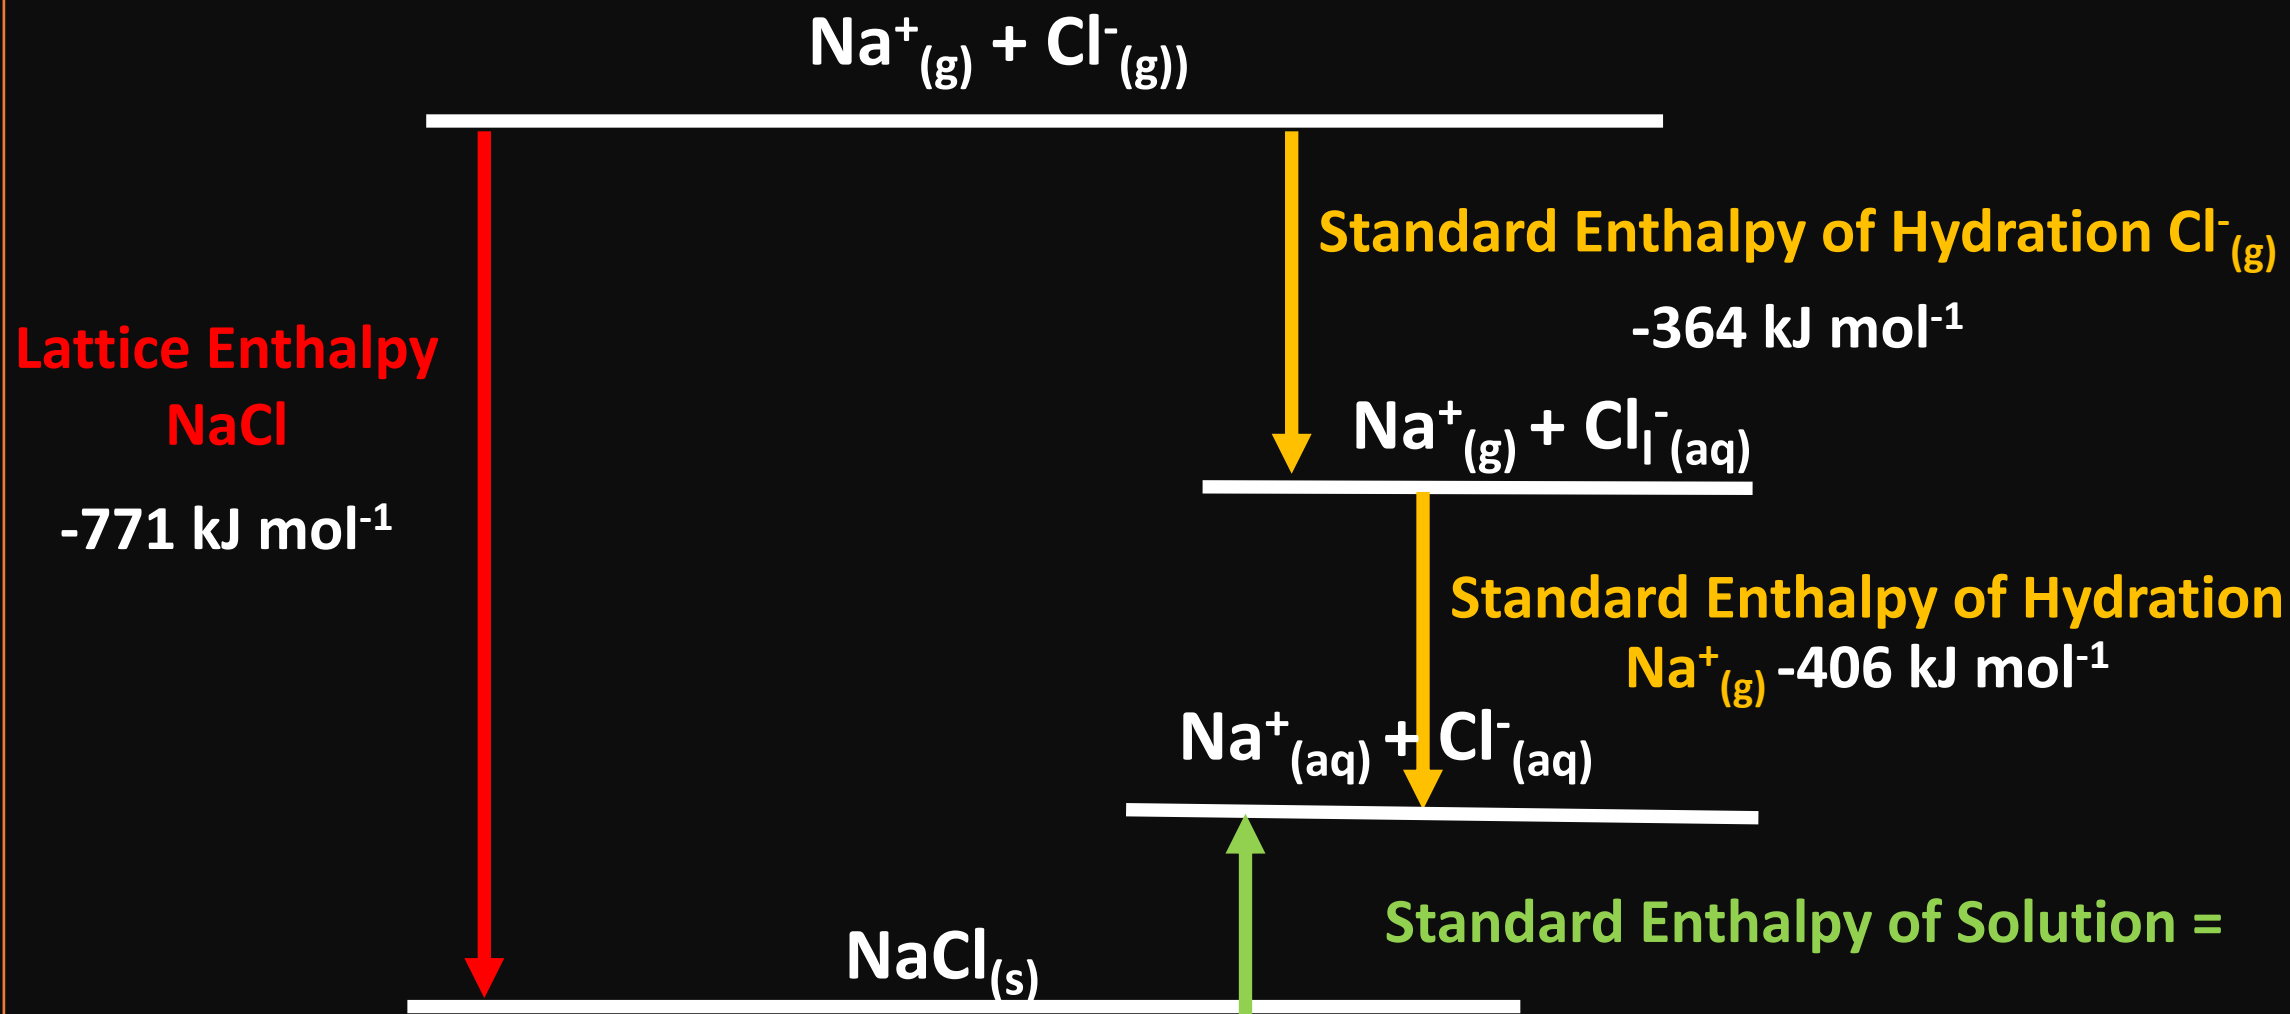 Na⁺(g) + Cl⁻(g))
Standard Enthalpy of Hydration Cl⁻(g)
-364 kJ mol⁻¹
Lattice Enthalpy
NaCl
-771 kJ mol⁻¹
Na⁺(g) + Cll⁻(aq)
Standard Enthalpy of Hydration
Na⁺(g) -406 kJ mol⁻¹
Na⁺(aq) + Cl⁻(aq)
Standard Enthalpy of Solution =
NaCl(s)